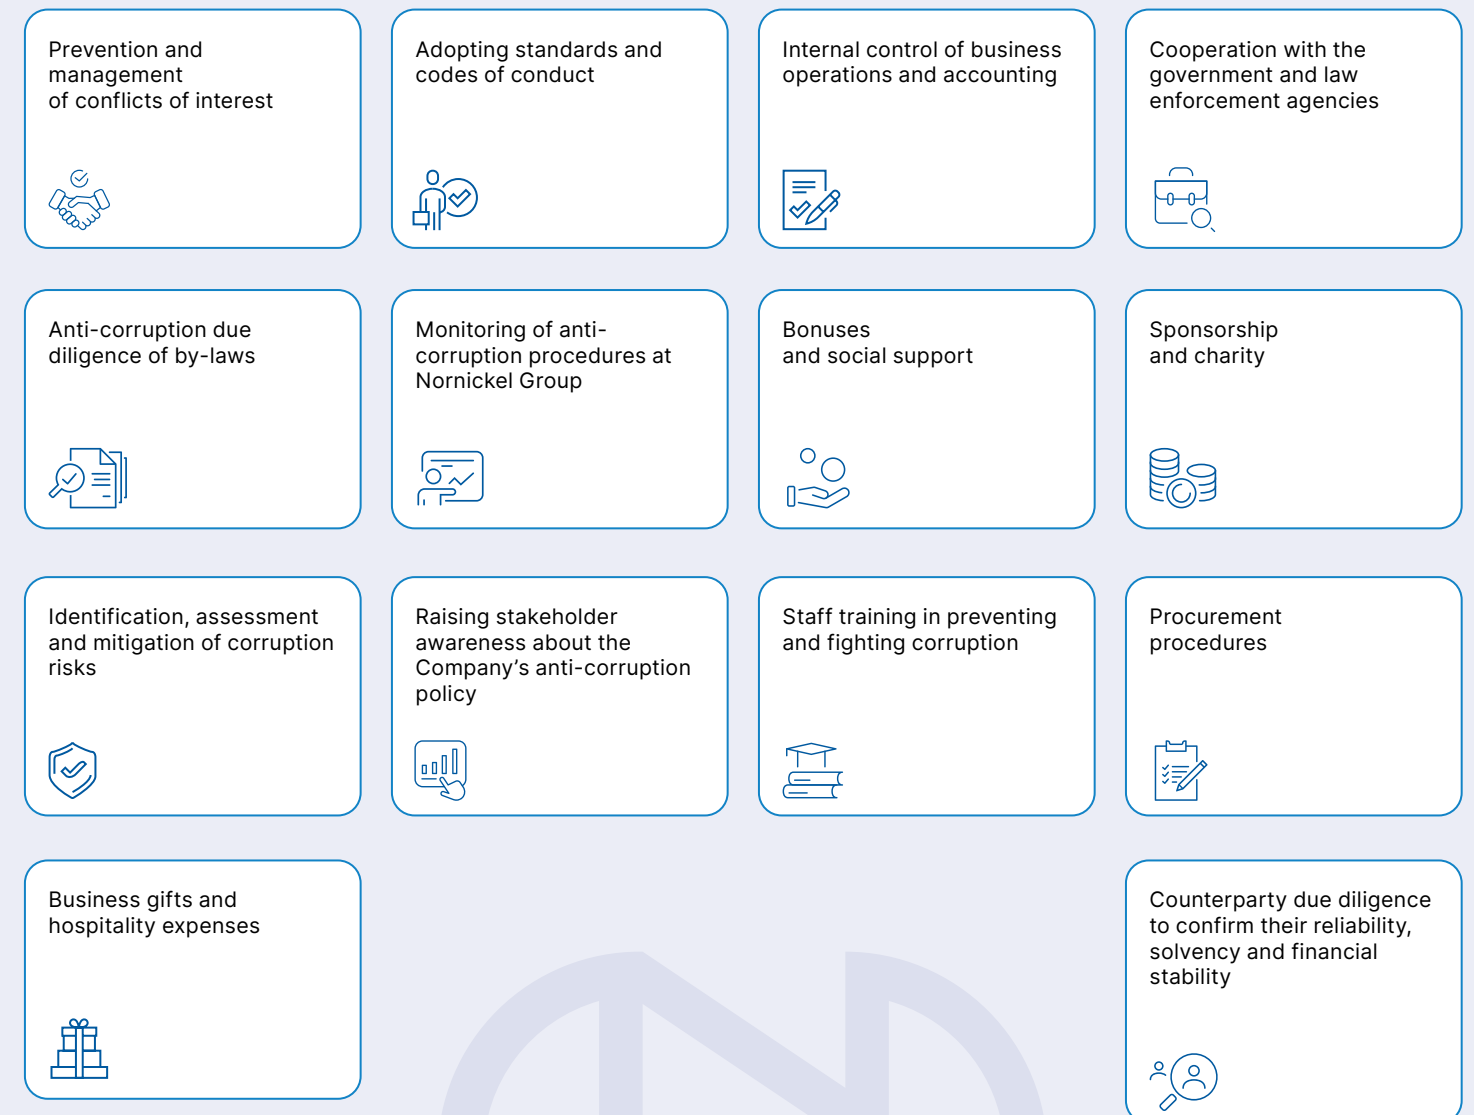 Prevention and
management
of conflicts of interest
Adopting standards and
codes of conduct
Internal control of business
operations and accounting
Cooperation with the
government and law
enforcement agencies
Anti-corruption due
diligence of by-laws
Monitoring of anti-
corruption procedures at
Nornickel Group
Bonuses
and social support
Sponsorship
and charity
Identification, assessment
and mitigation of corruption
risks
Raising stakeholder
awareness about the
Company’s anti-corruption
policy
Staff training in preventing
and fighting corruption
Procurement
procedures
Business gifts and
hospitality expenses
Counterparty due diligence
to confirm their reliability,
solvency and financial
stability